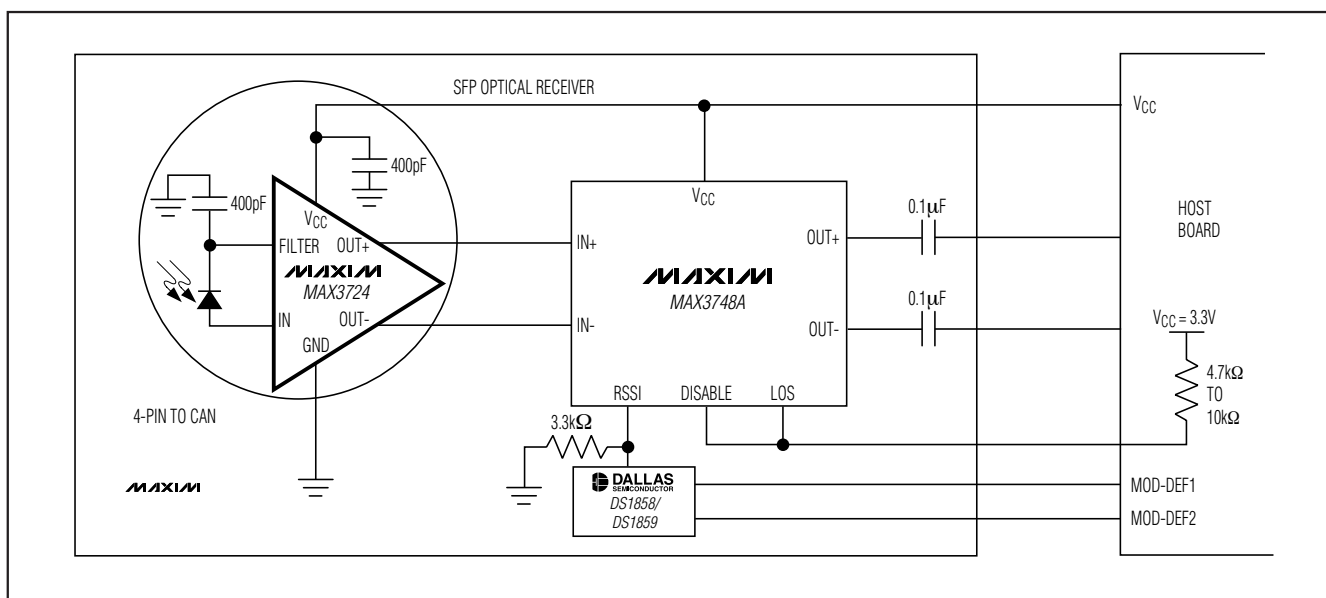 SFP OPTICAL RECEIVER
VCC
400pF
400pF
VCC
FILTER
OUT+
MAXIM
MAX3724
IN
OUT-
GND
4-PIN TO CAN
MAXIM
VCC
IN+
OUT+
MAXIM
MAX3748A
IN-
OUT-
RSSI
DISABLE
LOS
0.1μF
0.1μF
HOST
BOARD
VCC = 3.3V
4.7kΩ
TO
10kΩ
3.3kΩ
DALLAS
SEMICONDUCTOR
DS1858/
DS1859
MOD-DEF1
MOD-DEF2